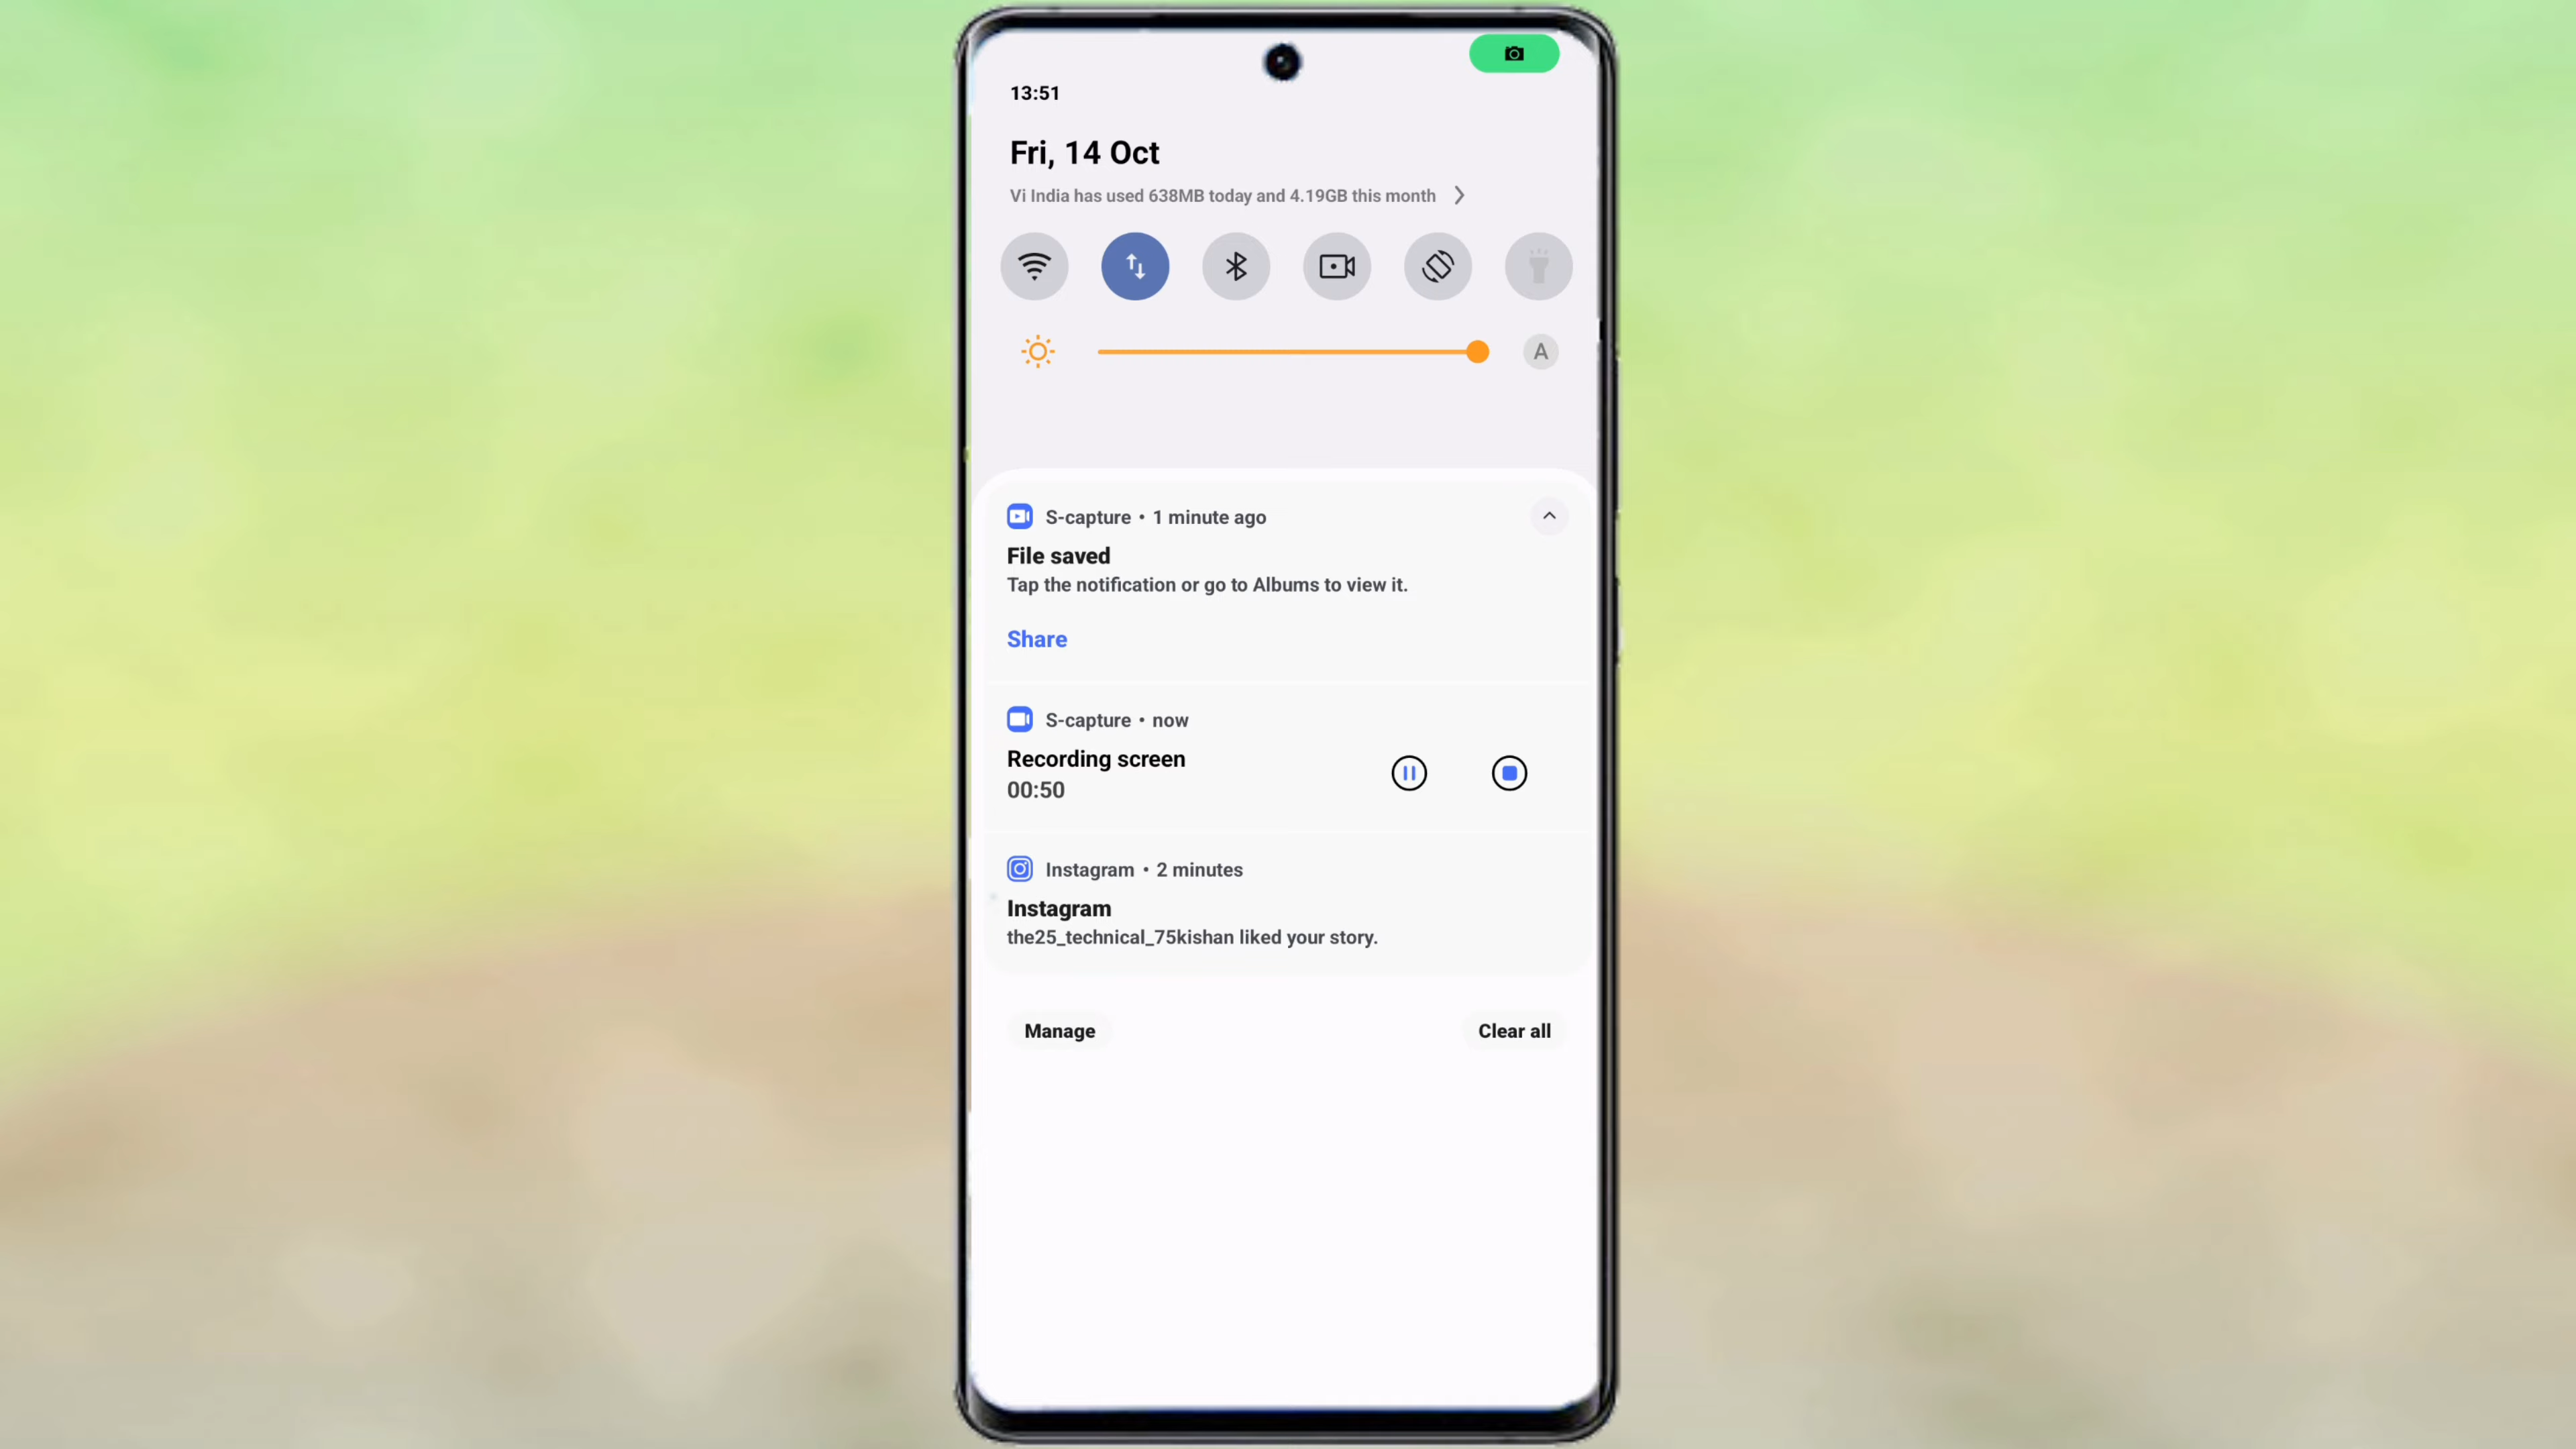 13:51
Fri, 14 Oct
Vi India has used 638MB today and 4.19GB this month
A
S-capture • 1 minute ago
File saved
Tap the notification or go to Albums to view it.
Share
S-capture • now
Recording screen
00:50
Instagram • 2 minutes
Instagram
the25_technical_75kishan liked your story.
Manage
Clear all